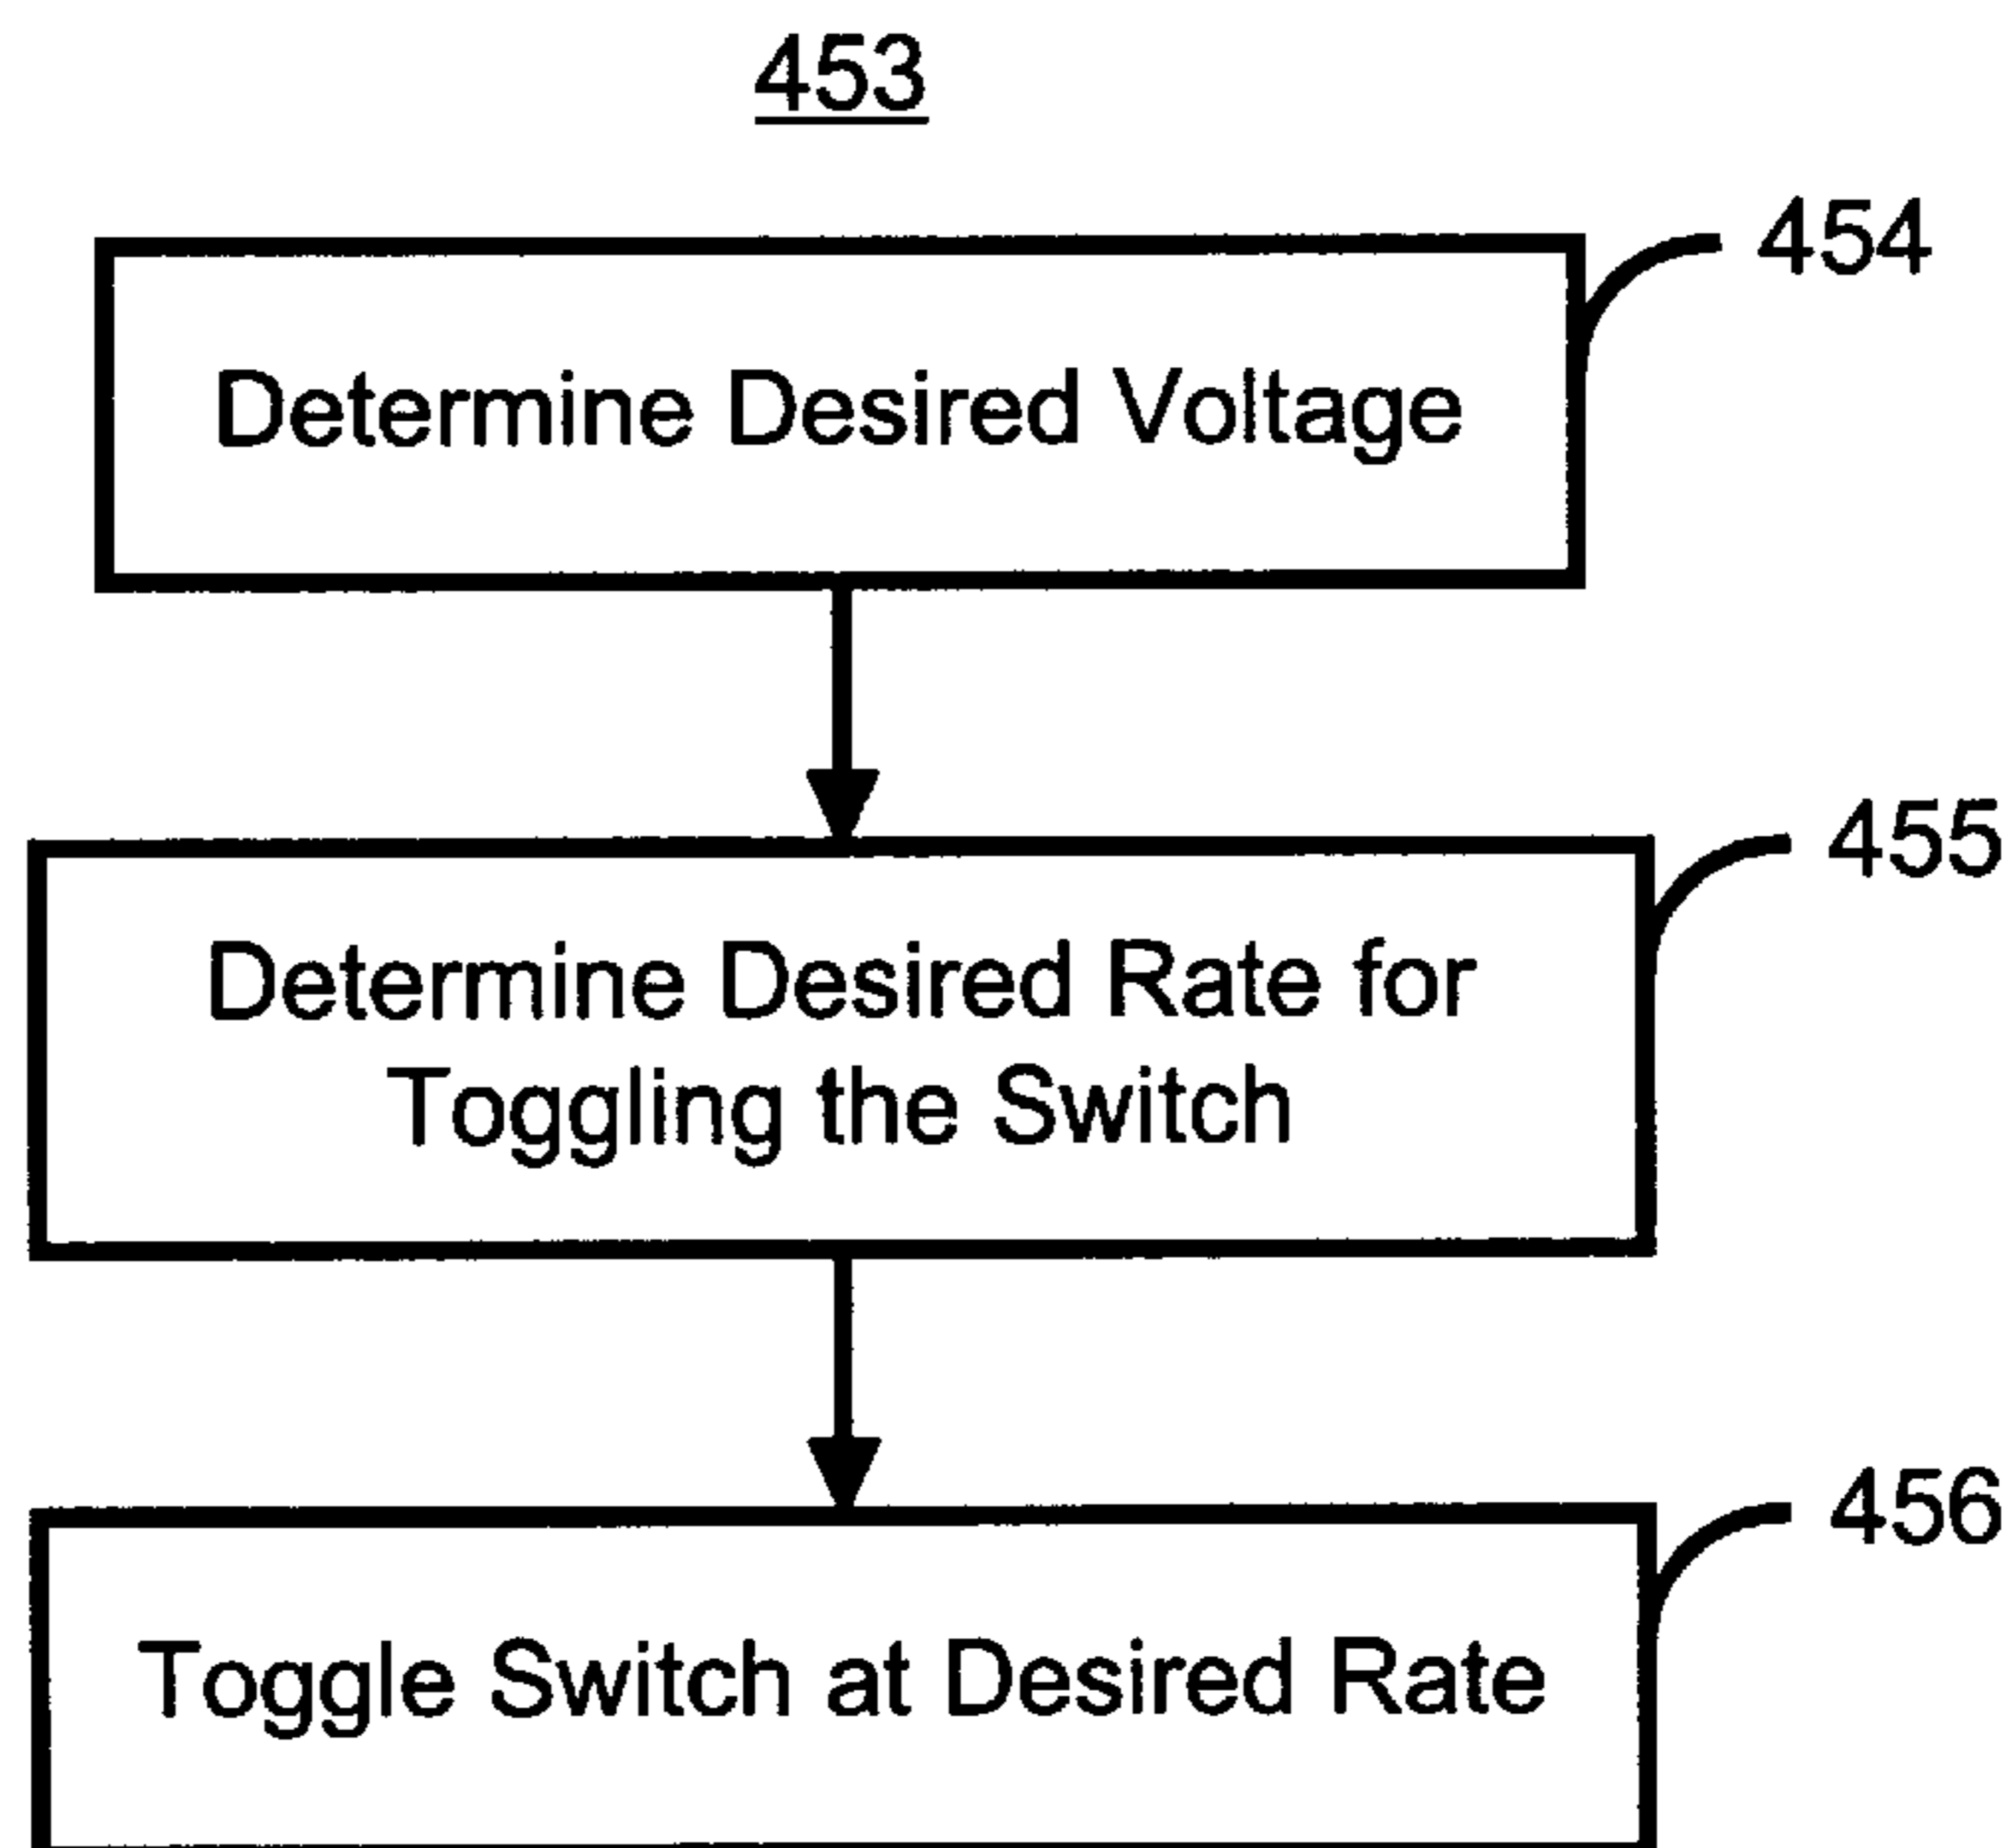 453
454
Determine Desired Voltage
455
Determine Desired Rate for
Toggling the Switch
456
Toggle Switch at Desired Rate